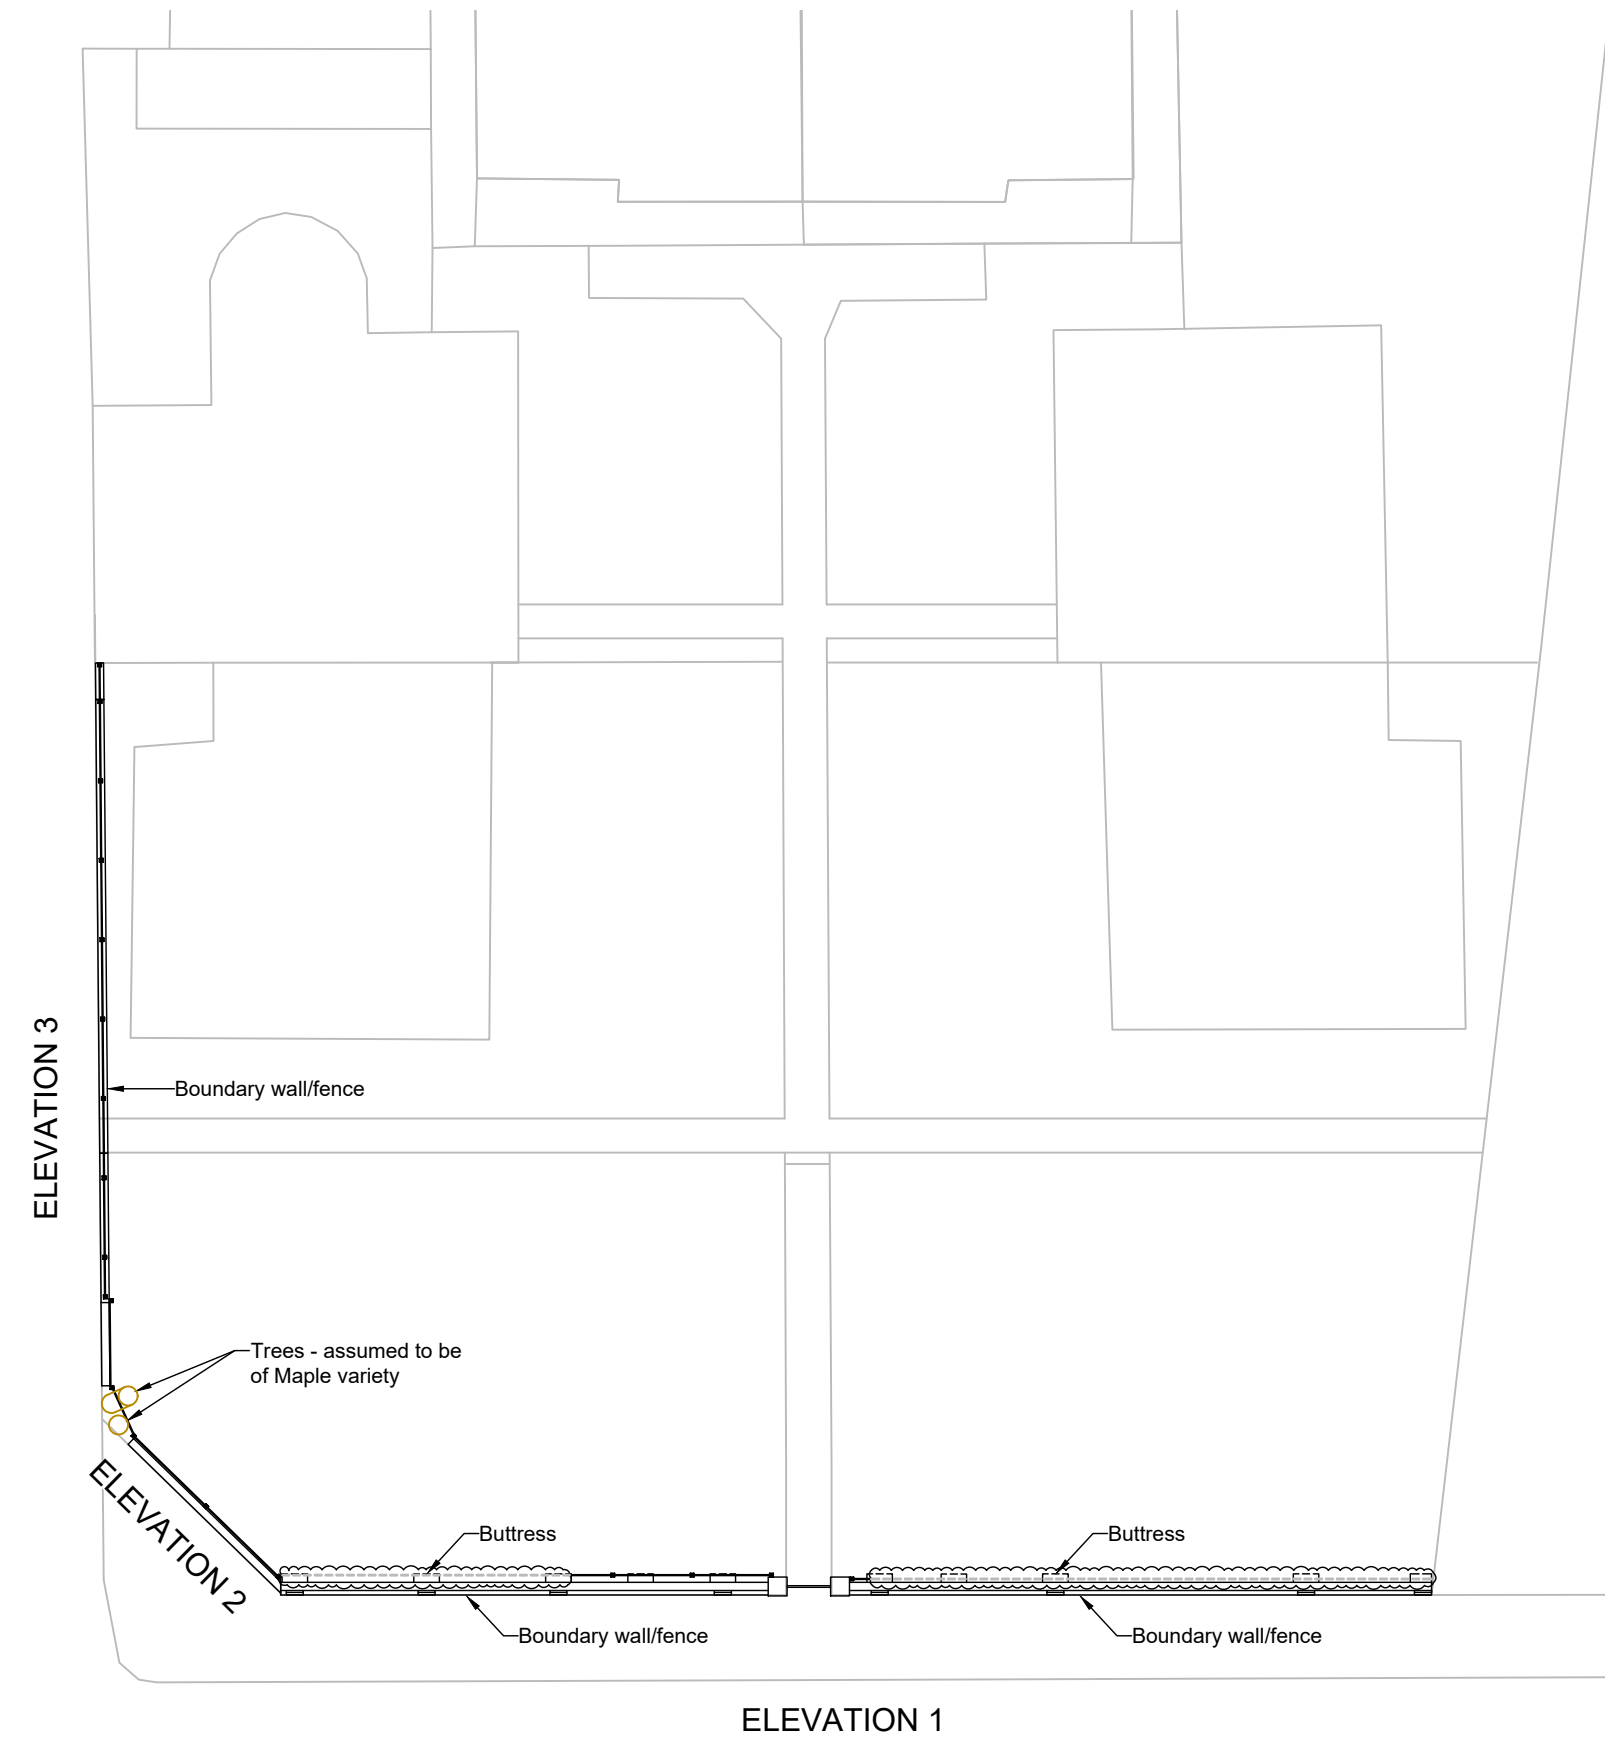 ELEVATION 3
Boundary wall/fence
Trees - assumed to be
of Maple variety
ELEVATION 2
Buttress
Buttress
Boundary wall/fence
Boundary wall/fence
ELEVATION 1